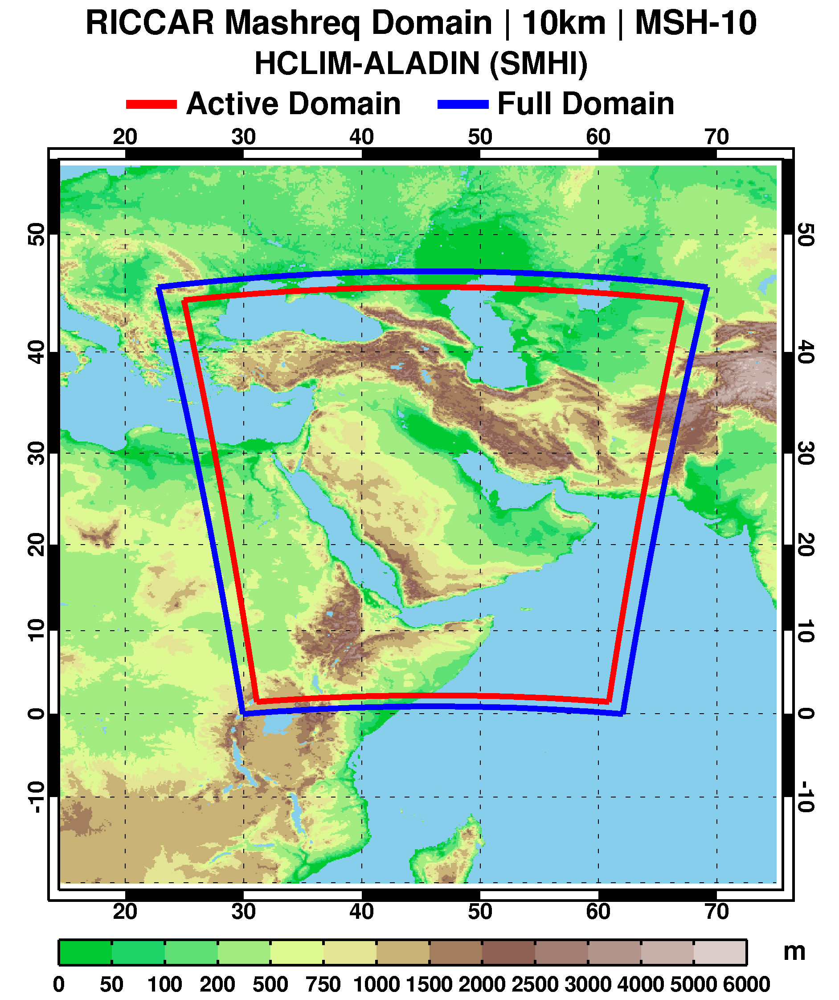 RICCAR Mashreq Domain | 10km | MSH-10
HCLIM-ALADIN (SMHI)
Active Domain Full Domain
20 30 40 50 60 70
50 50
40 40
30 30
20 20
10 10
0 0
-10 -10
20 30 40 50 60 70
m
0 50 100 200 500 750 1000 1500 2000 2500 3000 4000 5000 6000